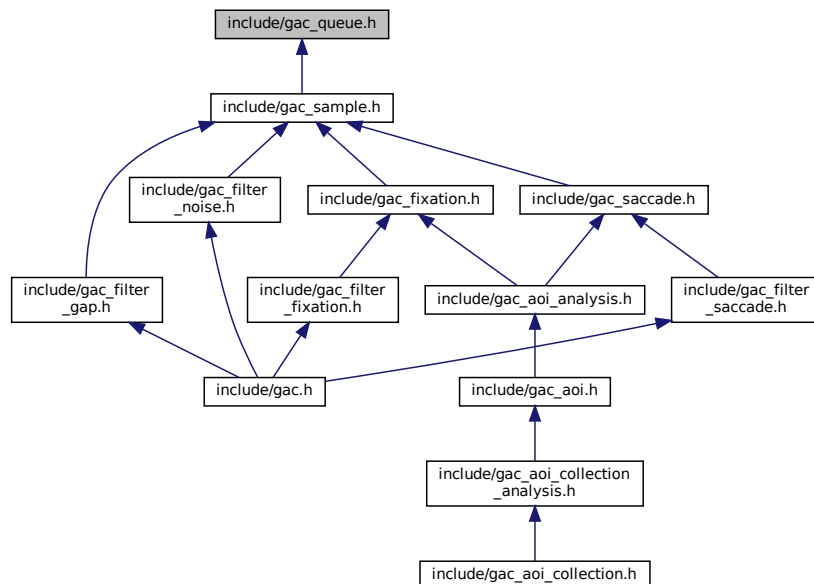 include/gac_queue.h
include/gac_sample.h
include/gac_filter
_noise.h
include/gac_fixation.h
include/gac_saccade.h
include/gac_filter
_gap.h
include/gac_filter
_fixation.h
include/gac_aoi_analysis.h
include/gac_filter
_saccade.h
include/gac.h
include/gac_aoi.h
include/gac_aoi_collection
_analysis.h
include/gac_aoi_collection.h